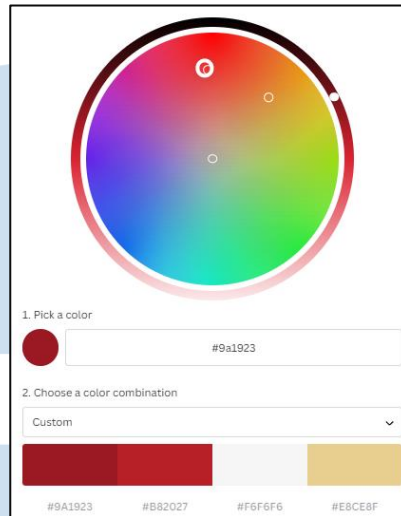 1. Pick a color
#9a1923
2. Choose a color combination
Custom
#9A1923 #B82027 #F6F6F6 #E8CE8F